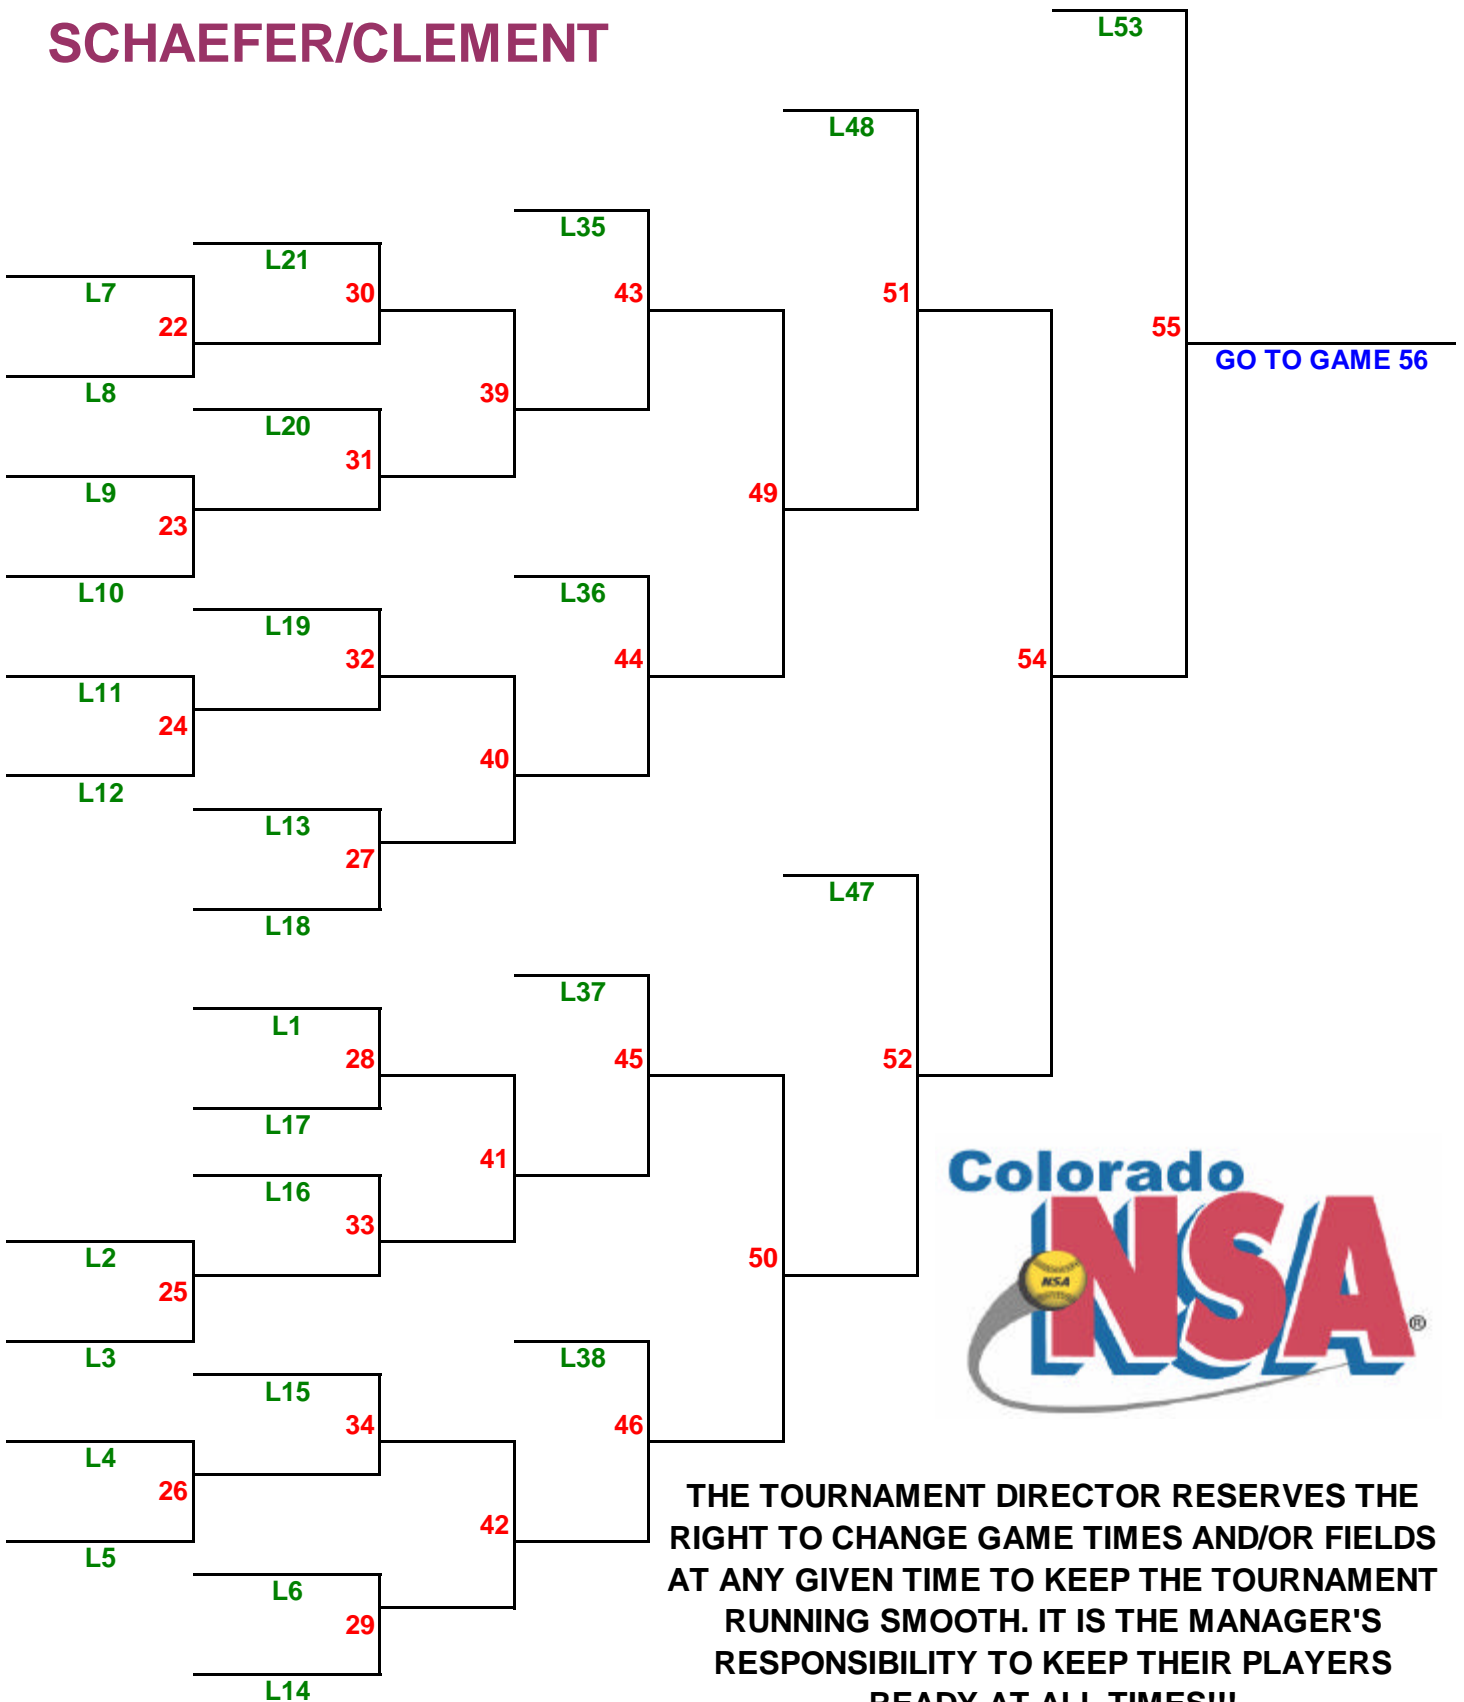 SCHAEFER/CLEMENT
L53
L48
L35
L21
L7
30
43
51
22
55
GO TO GAME 56
L8
39
L20
31
L9
49
23
L10
L36
L19
32
44
54
L11
24
40
L12
L13
27
L47
L18
L37
L1
28
45
52
L17
41
Colorado
L16
33
L2
50
NSA
NSA
25
®
L3
L38
L15
34
46
L4
26
THE TOURNAMENT DIRECTOR RESERVES THE
42
RIGHT TO CHANGE GAME TIMES AND/OR FIELDS
L5
AT ANY GIVEN TIME TO KEEP THE TOURNAMENT
L6
RUNNING SMOOTH. IT IS THE MANAGER'S
29
RESPONSIBILITY TO KEEP THEIR PLAYERS
L14
READY AT ALL TIMES!!!